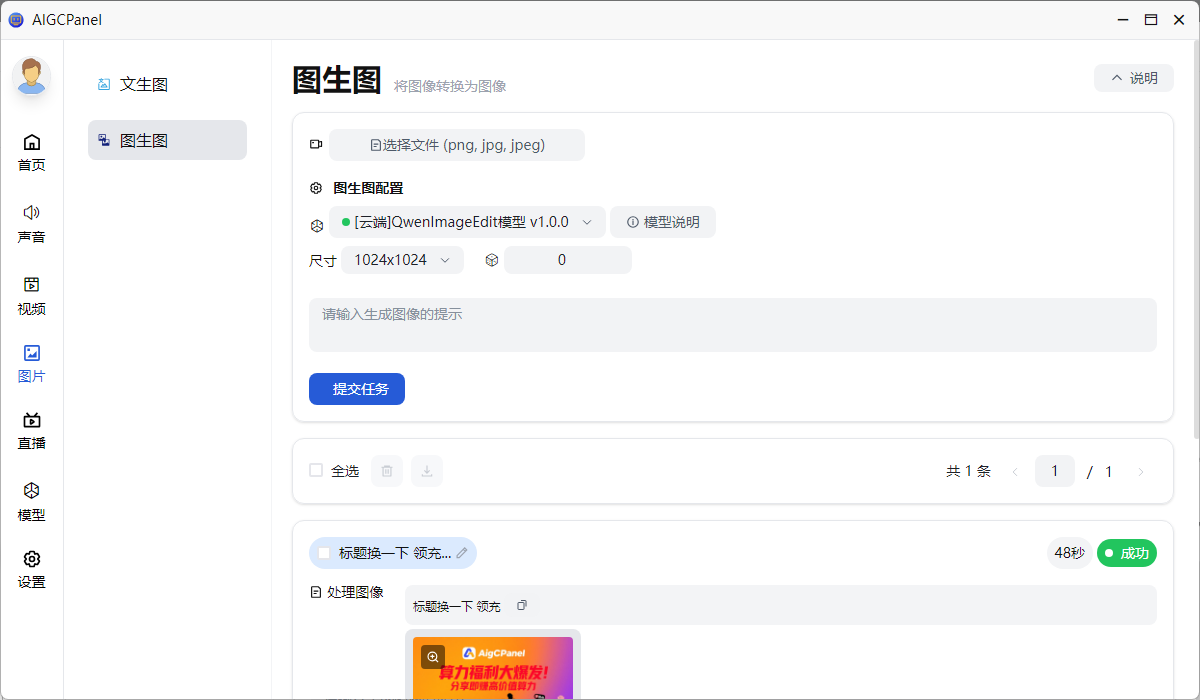 AIGCPanel
首页
声音
视频
图片
直播
模型
设置
文生图
图生图
图生图 将图像转换为图像
说明
选择文件 (png, jpg, jpeg)
图生图配置
[云端]QwenImageEdit模型 v1.0.0 模型说明
尺寸 1024x1024 0
请输入生成图像的提示
提交任务
全选 共 1 条 1 / 1
标题换一下 领充... 48秒 成功
处理图像 标题换一下 领充
AigCPanel
算力福利大爆发!
分享即赚高价值算力